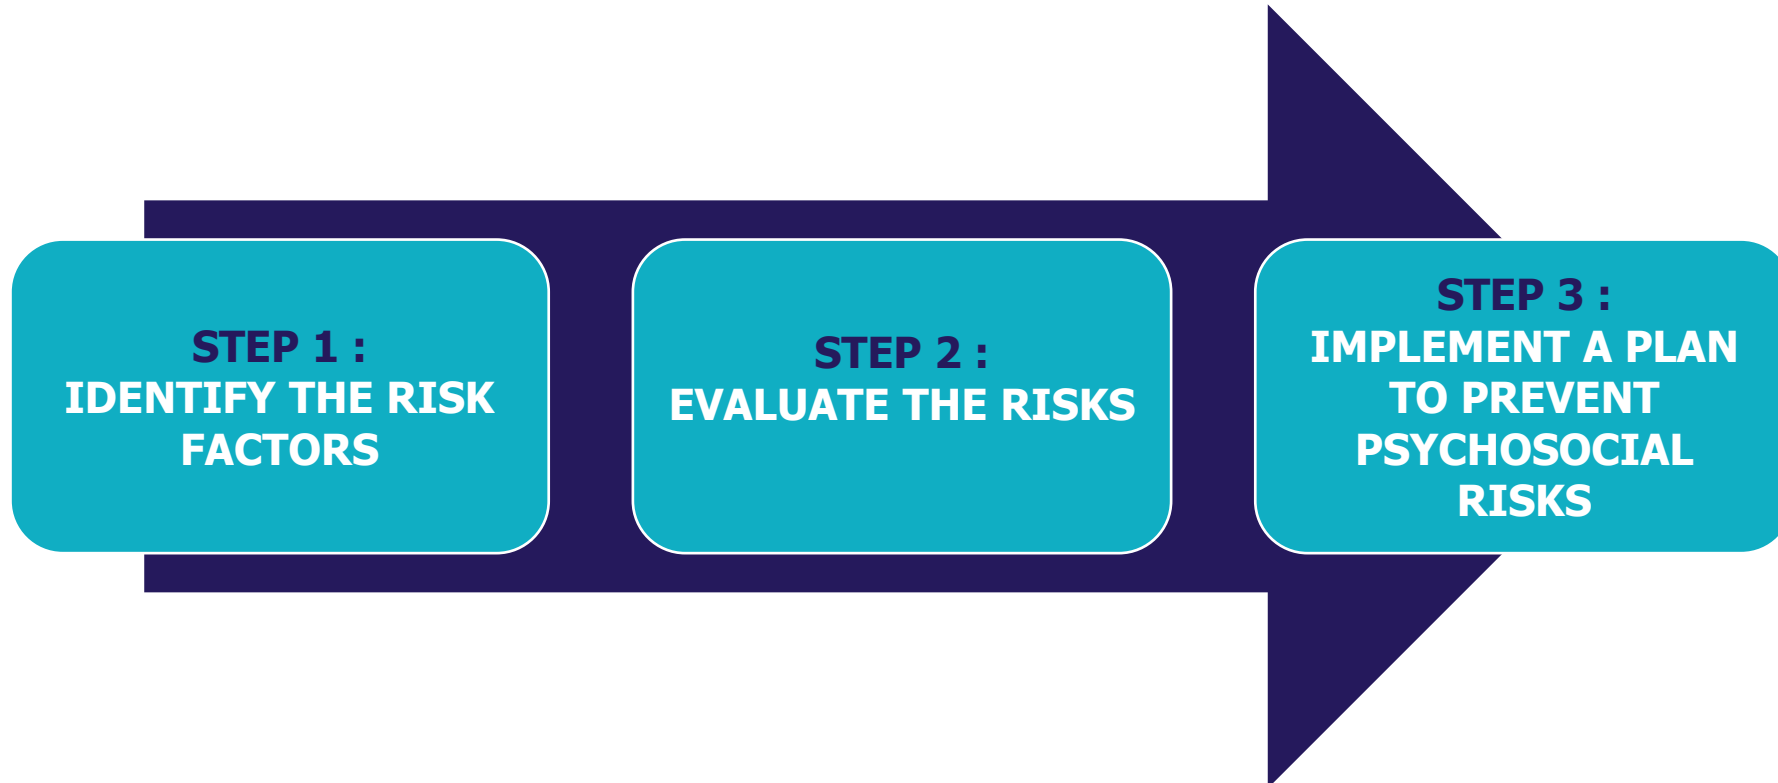 STEP 1 :
IDENTIFY THE RISK
FACTORS
STEP 2 :
EVALUATE THE RISKS
STEP 3 :
IMPLEMENT A PLAN
TO PREVENT
PSYCHOSOCIAL
RISKS